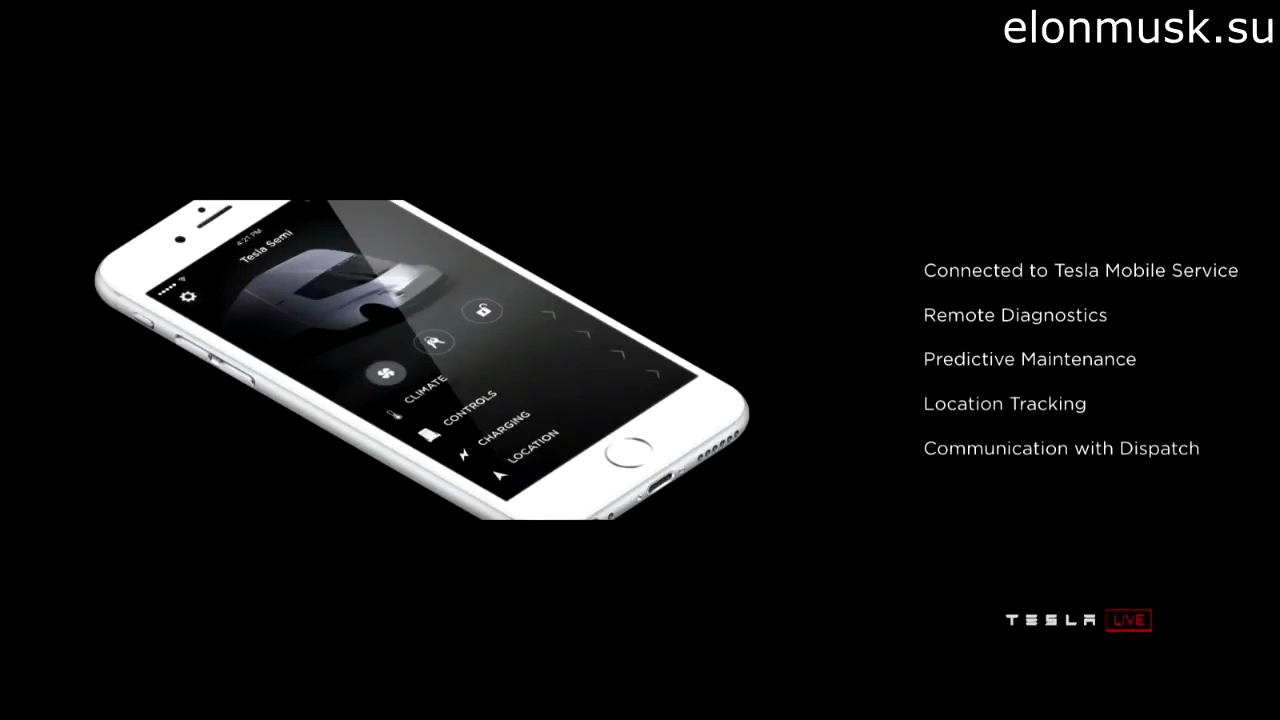 elonmusk.su
4:21 PM
Tesla Semi
CLIMATE
CONTROLS
CHARGING
LOCATION
Connected to Tesla Mobile Service
Remote Diagnostics
Predictive Maintenance
Location Tracking
Communication with Dispatch
TESLA LIVE